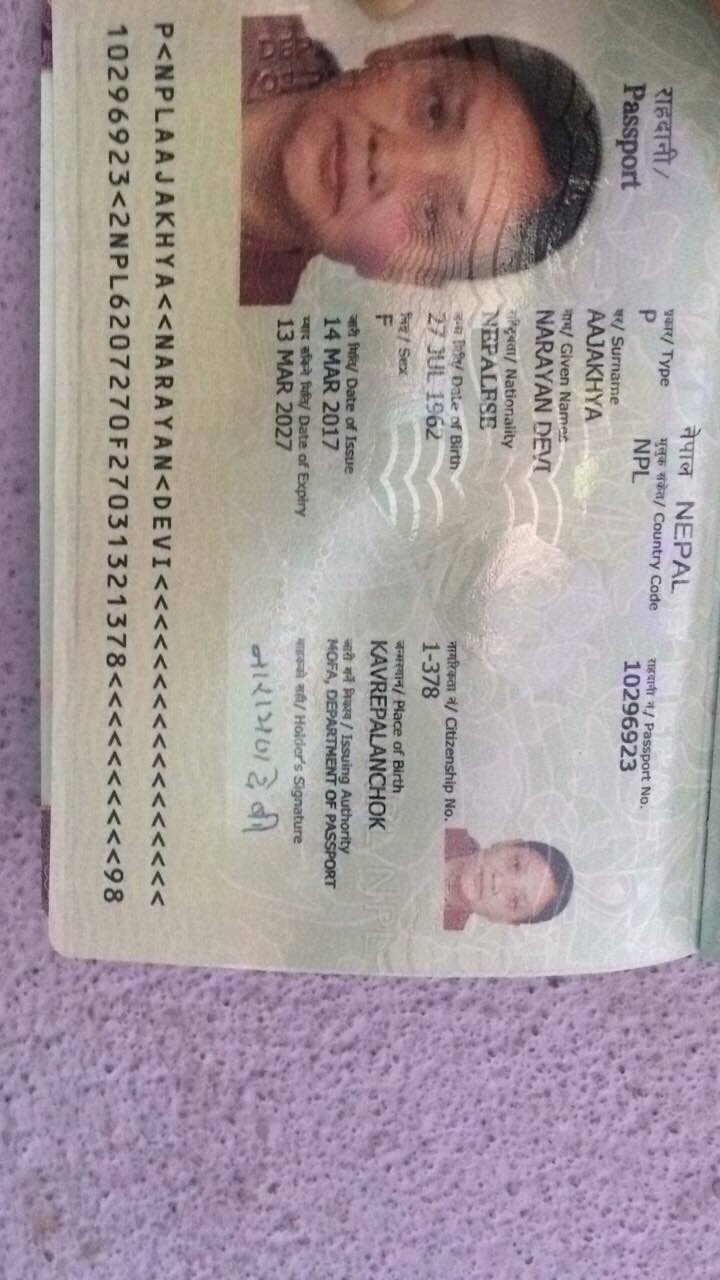 नेपाल NEPAL
राहदानी/
Passport
प्रकार/ Type
P
मुलुक संकेत/ Country Code
NPL
राहदानी नं./ Passport No.
10296923
थर/ Surname
AAJAKHYA
नाम/ Given Names
NARAYAN DEVI
राष्ट्रियता/ Nationality
NEPALESE
जन्म मिति/ Date of Birth
27 JUL 1962
नागरिकता नं/ Citizenship No.
1-378
लिङ्ग/ Sex
F
जन्मस्थान/ Place of Birth
KAVREPALANCHOK
जारी मिति/ Date of Issue
14 MAR 2017
जारी गर्ने निकाय/ Issuing Authority
MOFA, DEPARTMENT OF PASSPORT
म्याद सकिने मिति/ Date of Expiry
13 MAR 2027
वाहकको सही/ Holder's Signature
नारायण देवी
P<NPLAAJAKHYA<<NARAYAN<DEVI<<<<<<<<<<<<<<<<<
10296923<2NPL6207270F27031321378<<<<<<<<<<98